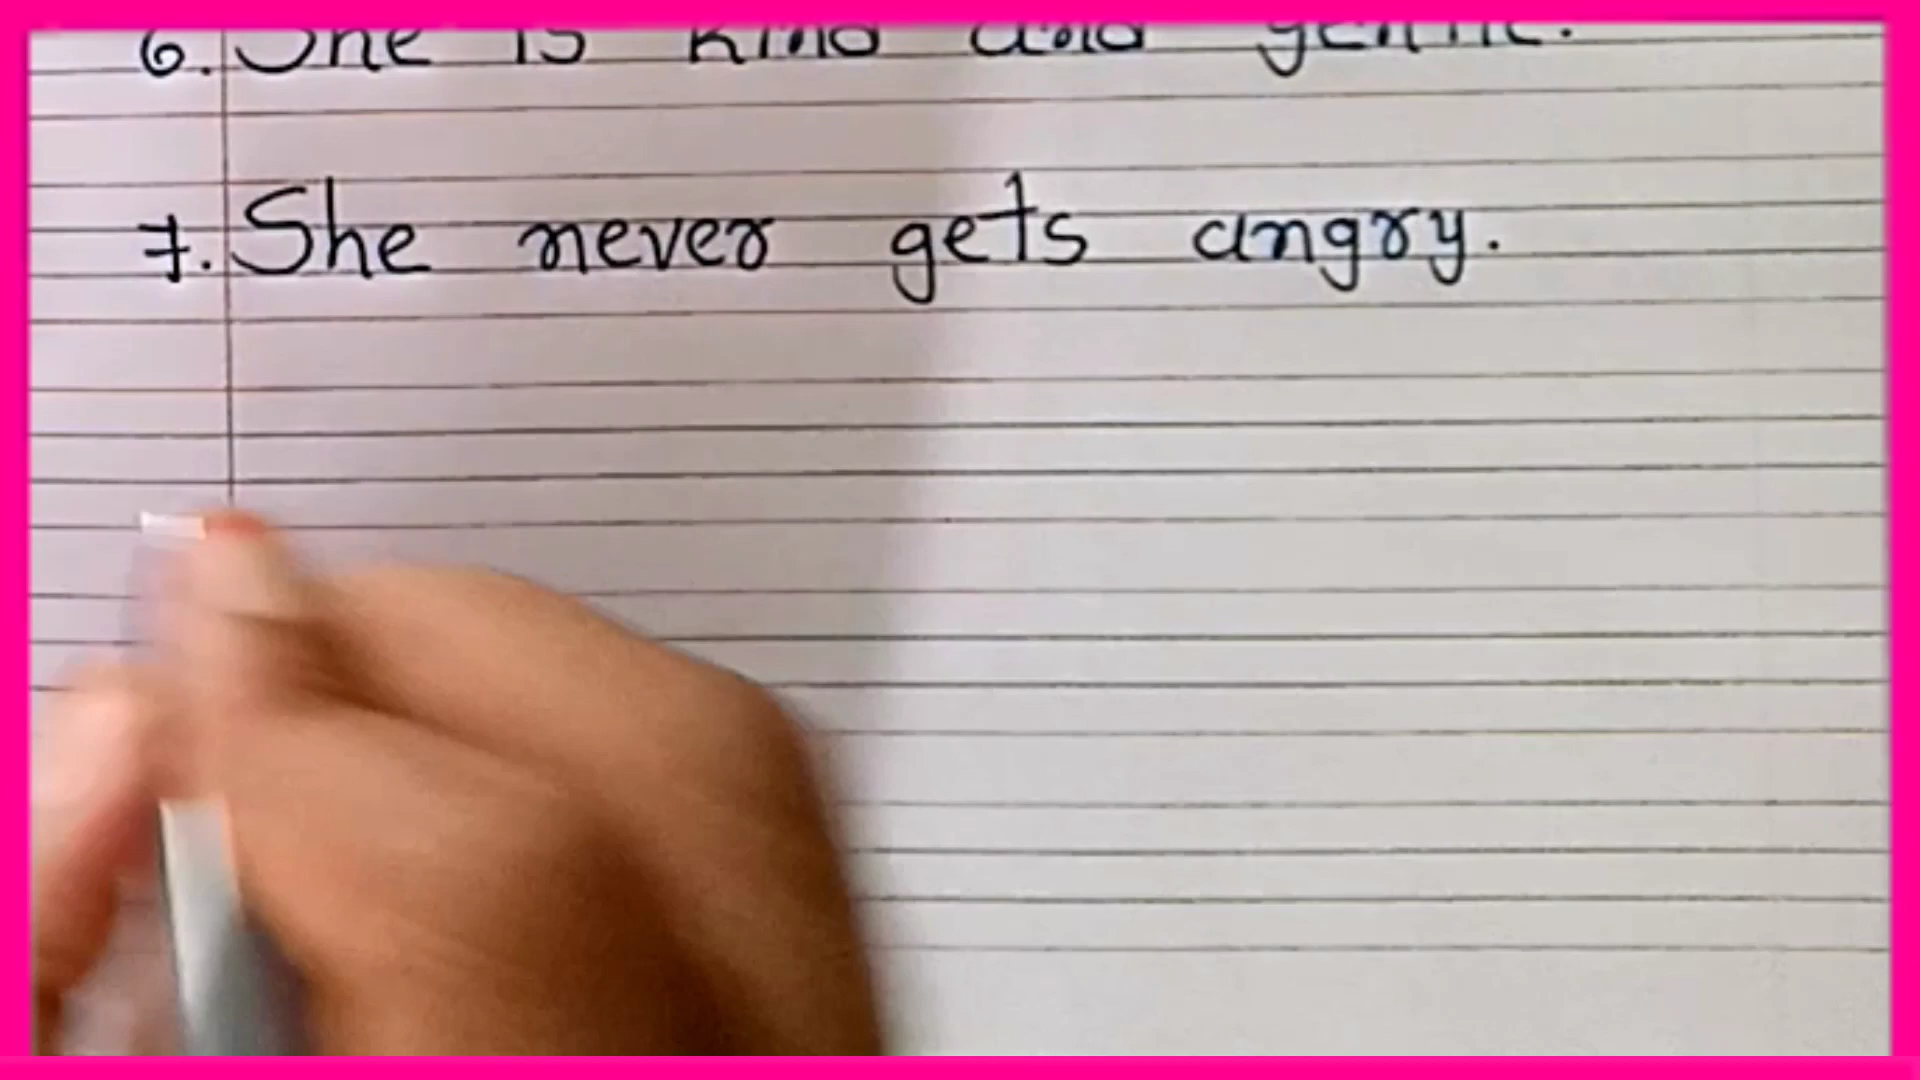 6. She is kind and gentle.
7. She never gets angry.